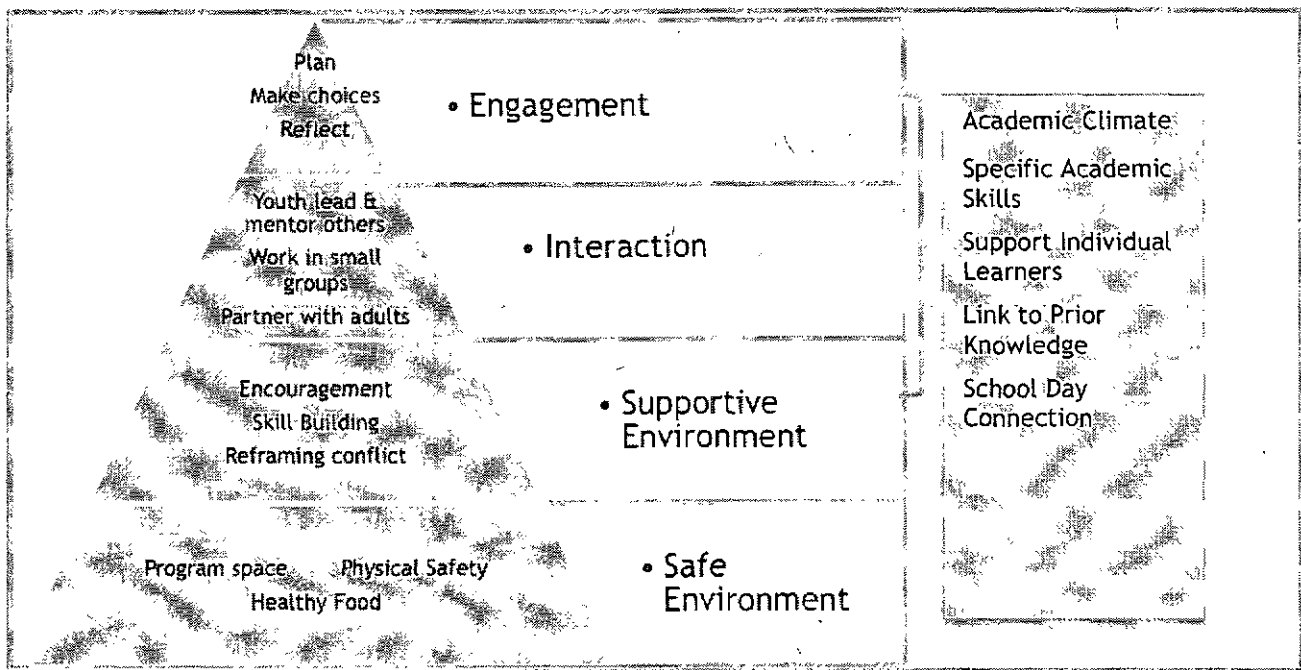 Plan
Make choices
Reflect
• Engagement
Youth lead &
mentor others
Work in small
groups
Partner with adults
• Interaction
Encouragement
Skill Building
Reframing conflict
• Supportive
Environment
Program space
Physical Safety
Healthy Food
• Safe
Environment
Academic Climate
Specific Academic
Skills
Support Individual
Learners
Link to Prior
Knowledge
School Day
Connection